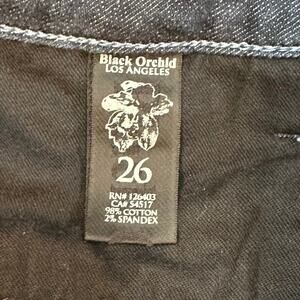 Black Orchid
LOS ANGELES
26
RN# 126403
CA# 54517
98% COTTON
2% SPANDEX